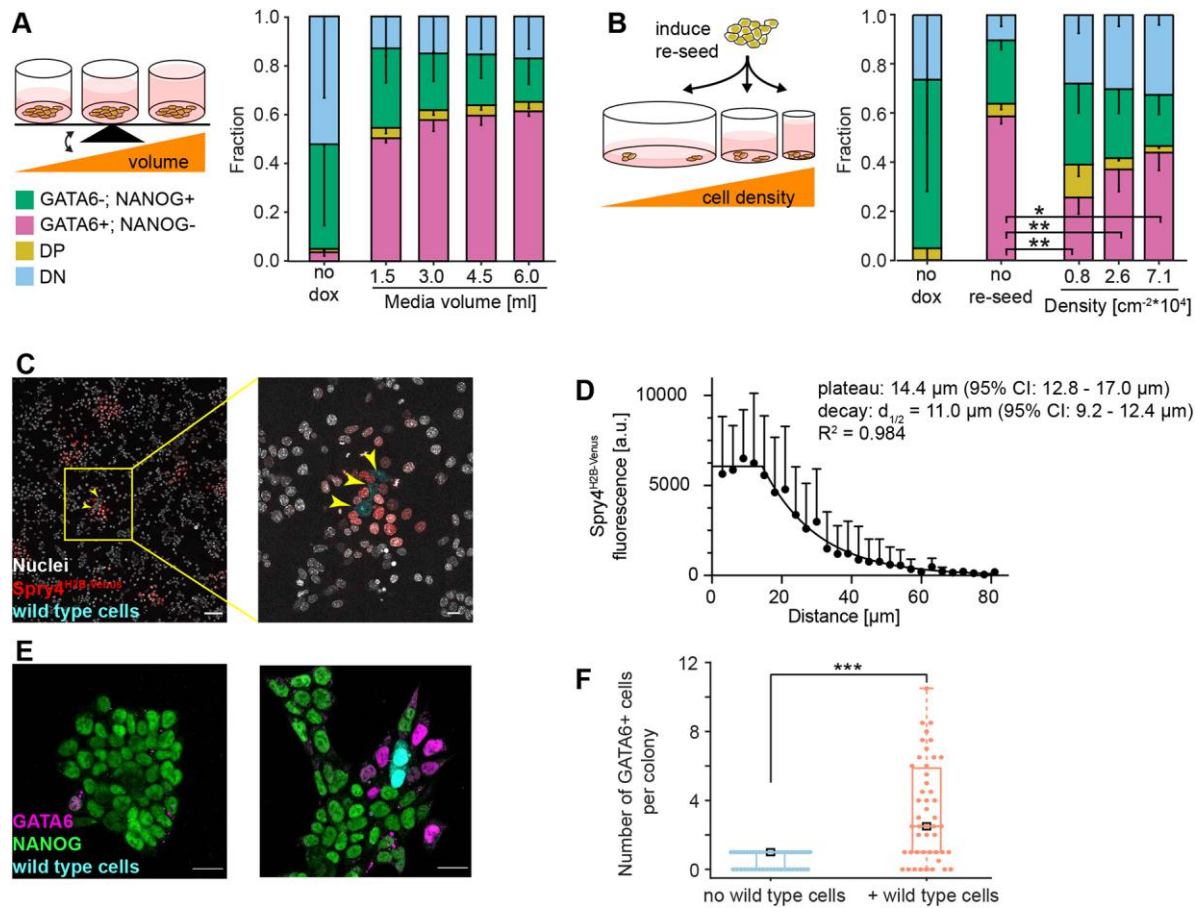 A
volume
GATA6-; NANOG+
GATA6+; NANOG-
DP
DN
Fraction
1.0
0.8
0.6
0.4
0.2
0.0
no
dox
1.5 3.0 4.5 6.0
Media volume [ml]
B
induce
re-seed
cell density
Fraction
1.0
0.8
0.6
0.4
0.2
0.0
*
**
**
no
dox
no
re-seed
0.8 2.6 7.1
Density [cm-2*104]
C
Nuclei
Spry4H2B-Venus
wild type cells
D
Spry4H2B-Venus
fluorescence [a.u.]
10000
5000
0
plateau: 14.4 µm (95% CI: 12.8 - 17.0 µm)
decay: d1/2 = 11.0 µm (95% CI: 9.2 - 12.4 µm)
R2 = 0.984
0 20 40 60 80
Distance [µm]
E
GATA6
NANOG
wild type cells
F
Number of GATA6+ cells
per colony
12
8
4
0
***
no wild type cells + wild type cells